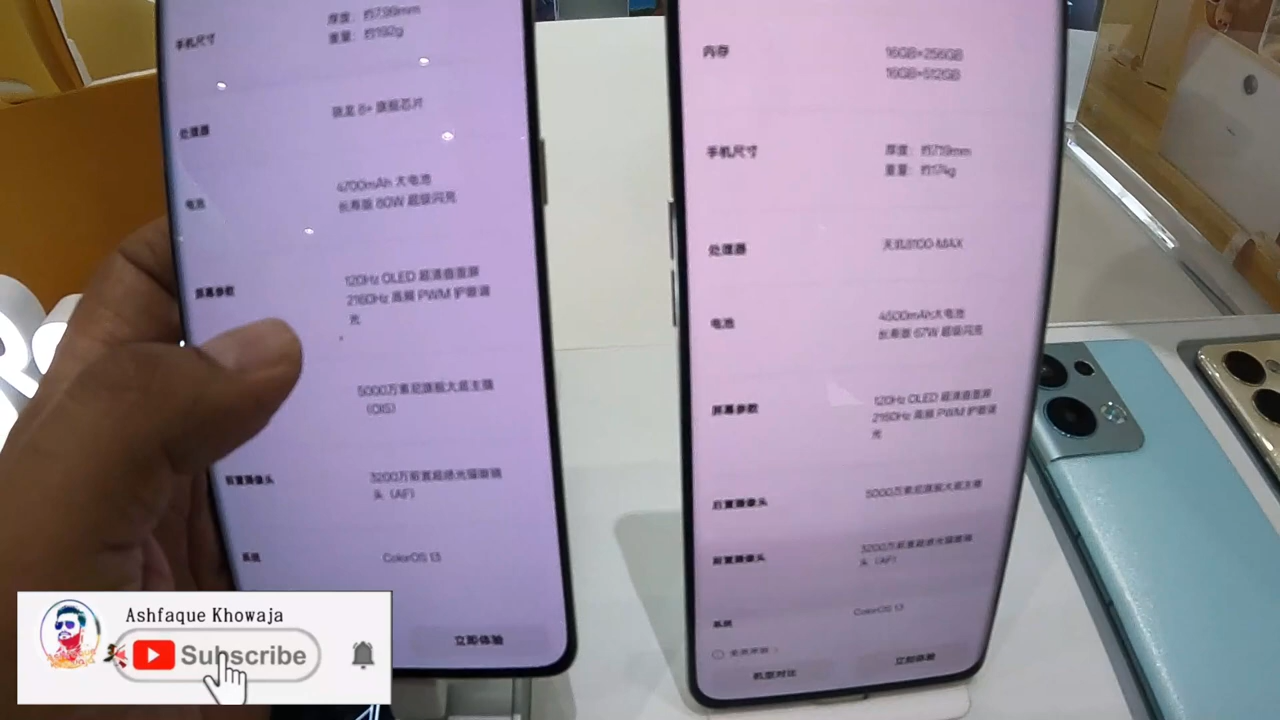 厚度: 约7.99mm
手机尺寸
重量: 约192g
骁龙 8+ 旗舰芯片
处理器
4700mAh 大电池
电池
长寿版 80W 超级闪充
120Hz OLED 超清曲面屏
屏幕参数
2160Hz 高频 PWM 护眼调
光
5000万索尼旗舰大底主摄
(OIS)
3200万前置超感光猫眼镜
前置摄像头
头 (AF)
系统
ColorOS 13
立即体验
内存
16GB+256GB
16GB+512GB
手机尺寸
厚度: 约7.19mm
重量: 约174g
处理器
天玑8100-MAX
电池
4500mAh大电池
长寿版 67W 超级闪充
屏幕参数
120Hz OLED 超清曲面屏
2160Hz 高频 PWM 护眼调
光
后置摄像头
5000万索尼旗舰大底主摄
前置摄像头
3200万前置超感光猫眼镜
头 (AF)
系统
ColorOS 13
机型对比
立即体验
Ashfaque Khowaja
Subscribe